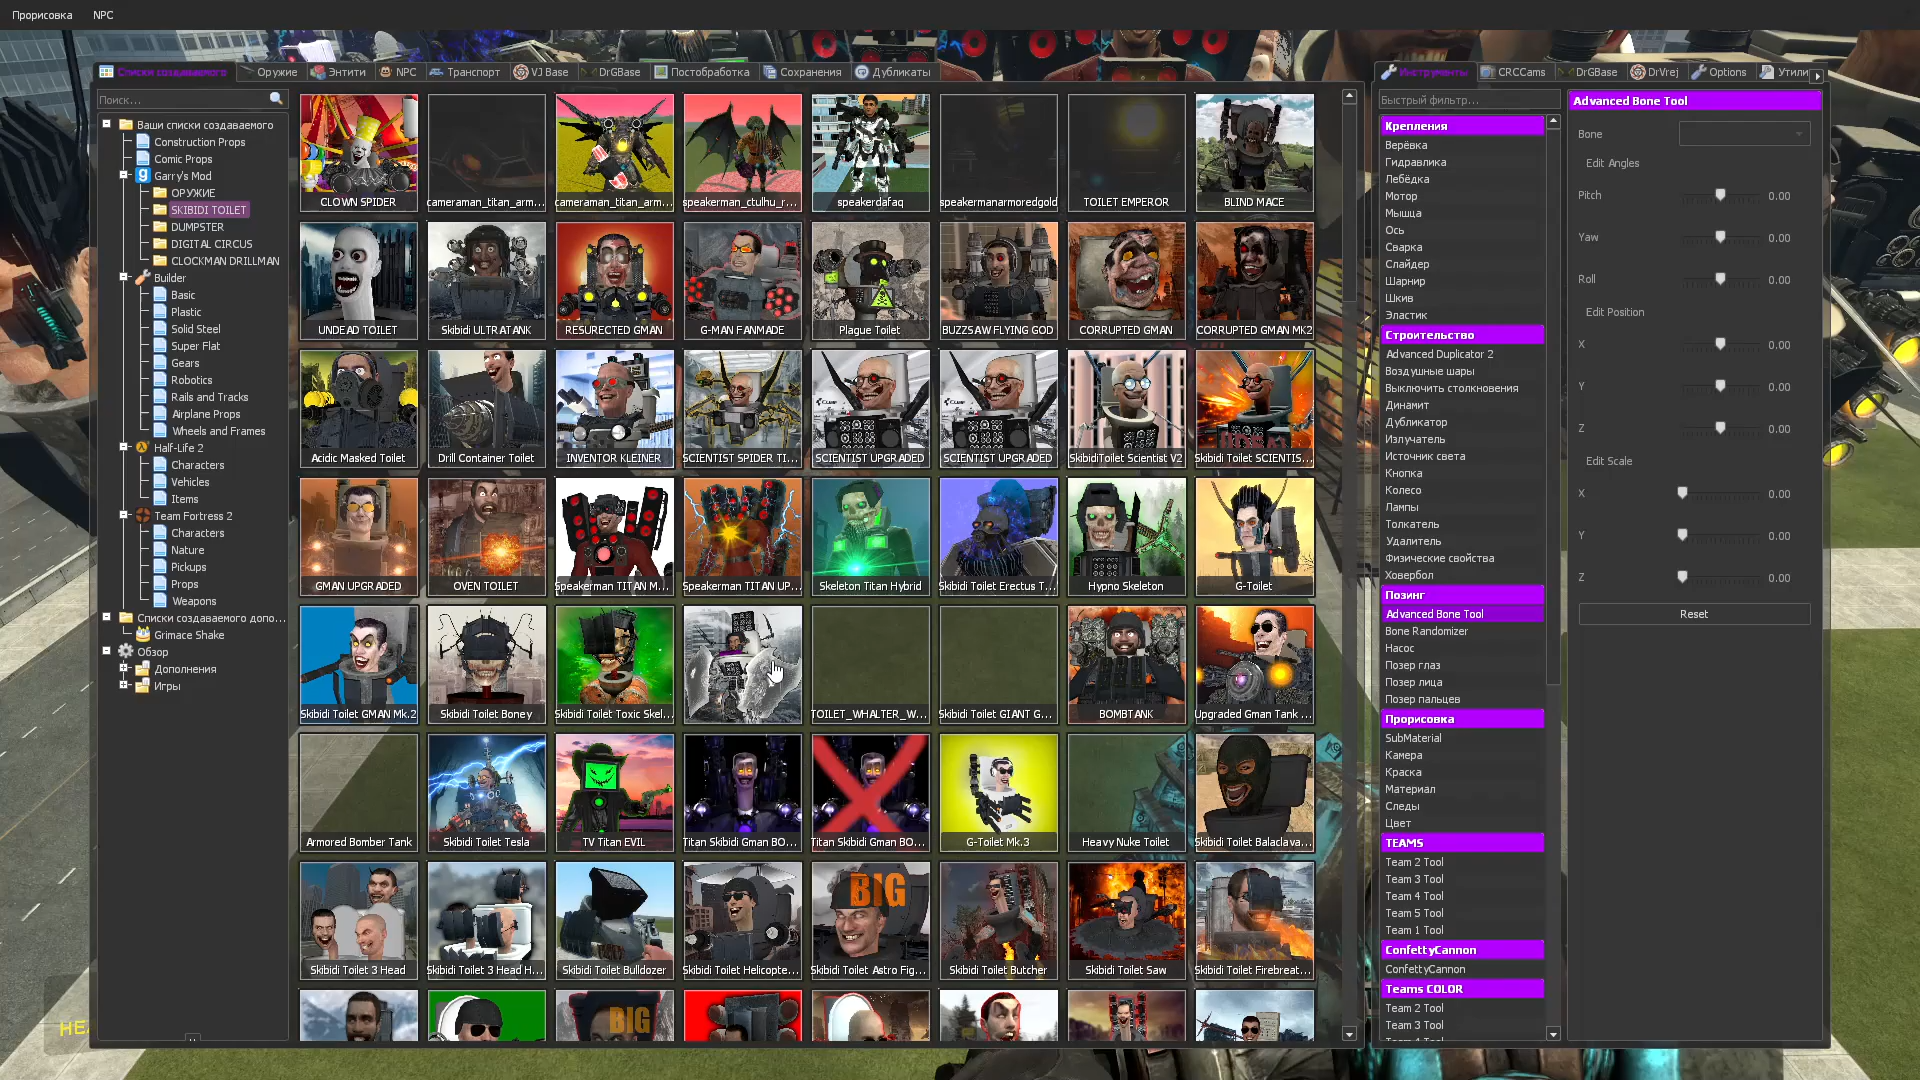 Прорисовка NPC
Списки создаваемого Оружие Энтити NPC Транспорт VJ Base DrGBase Постобработка Сохранения Дубликаты
Инструменты CRCCams DrGBase DrVrej Options Утили
Поиск...
Ваши списки создаваемого
Construction Props
Comic Props
Garry's Mod
ОРУЖИЕ
SKIBIDI TOILET
DUMPSTER
DIGITAL CIRCUS
CLOCKMAN DRILLMAN
Builder
Basic
Plastic
Solid Steel
Super Flat
Gears
Robotics
Rails and Tracks
Airplane Props
Wheels and Frames
Half-Life 2
Characters
Vehicles
Items
Team Fortress 2
Characters
Nature
Pickups
Props
Weapons
Списки создаваемого допо...
Grimace Shake
Обзор
Дополнения
Игры
CLOWN SPIDER
cameraman_titan_arm...
cameraman_titan_arm...
speakerman_ctulhu_r...
speakerdafaq
speakermanarmoredgold
TOILET EMPEROR
BLIND MACE
UNDEAD TOILET
Skibidi ULTRATANK
RESURECTED GMAN
G-MAN FANMADE
Plague Toilet
BUZZSAW FLYING GOD
CORRUPTED GMAN
CORRUPTED GMAN MK2
Acidic Masked Toilet
Drill Container Toilet
INVENTOR KLEINER
SCIENTIST SPIDER TI...
SCIENTIST UPGRADED
SCIENTIST UPGRADED
SkibidiToilet Scientist V2
Skibidi Toilet SCIENTIS...
GMAN UPGRADED
OVEN TOILET
Speakerman TITAN M...
Speakerman TITAN UP...
Skeleton Titan Hybrid
Skibidi Toilet Erectus T...
Hypno Skeleton
G-Toilet
Skibidi Toilet GMAN Mk.2
Skibidi Toilet Boney
Skibidi Toilet Toxic Skel...
TOILET_WHALTER_W...
Skibidi Toilet GIANT G...
BOMBTANK
Upgraded Gman Tank ...
Armored Bomber Tank
Skibidi Toilet Tesla
TV Titan EVIL
Titan Skibidi Gman BO...
Titan Skibidi Gman BO...
G-Toilet Mk.3
Heavy Nuke Toilet
Skibidi Toilet Balaclava...
Skibidi Toilet 3 Head
Skibidi Toilet 3 Head H...
Skibidi Toilet Bulldozer
Skibidi Toilet Helicopte...
BIG
Skibidi Toilet Astro Fig...
Skibidi Toilet Butcher
Skibidi Toilet Saw
Skibidi Toilet Firebreat...
BIG
Быстрый фильтр...
Крепления
Верёвка
Гидравлика
Лебёдка
Мотор
Мышца
Ось
Сварка
Слайдер
Шарнир
Шкив
Эластик
Строительство
Advanced Duplicator 2
Воздушные шары
Выключить столкновения
Динамит
Дубликатор
Излучатель
Источник света
Кнопка
Колесо
Лампы
Толкатель
Удалитель
Физические свойства
Ховербол
Позинг
Advanced Bone Tool
Bone Randomizer
Насос
Позер глаз
Позер лица
Позер пальцев
Прорисовка
SubMaterial
Камера
Краска
Материал
Следы
Цвет
TEAMS
Team 2 Tool
Team 3 Tool
Team 4 Tool
Team 5 Tool
Team 1 Tool
ConfettyCannon
ConfettyCannon
Teams COLOR
Team 2 Tool
Team 3 Tool
Team 4 Tool
Advanced Bone Tool
Bone
Edit Angles
Pitch 0.00
Yaw 0.00
Roll 0.00
Edit Position
X 0.00
Y 0.00
Z 0.00
Edit Scale
X 0.00
Y 0.00
Z 0.00
Reset